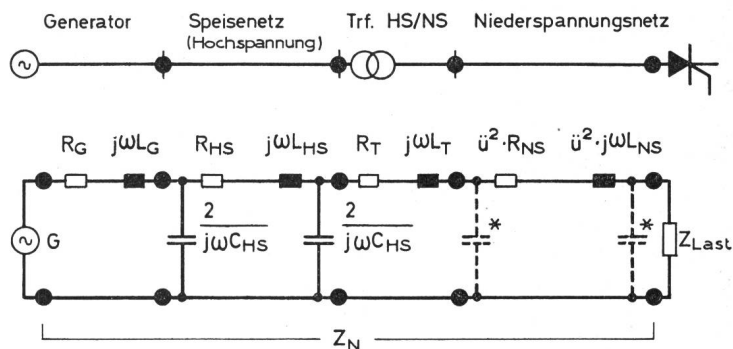 Generator Speisenetz Trf. HS/NS Niederspannungsnetz
(Hochspannung)
~
R_G jωL_G R_HS jωL_HS R_T jωL_T ü²·R_NS ü²·jωL_NS
~ G 2/jωC_HS 2/jωC_HS * * Z_Last
Z_N